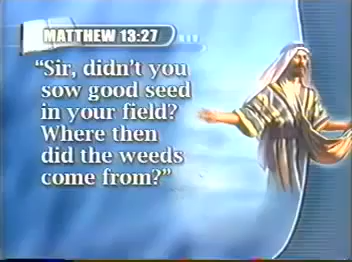 MATTHEW 13:27
“Sir, didn't you
sow good seed
in your field?
Where then
did the weeds
come from?”